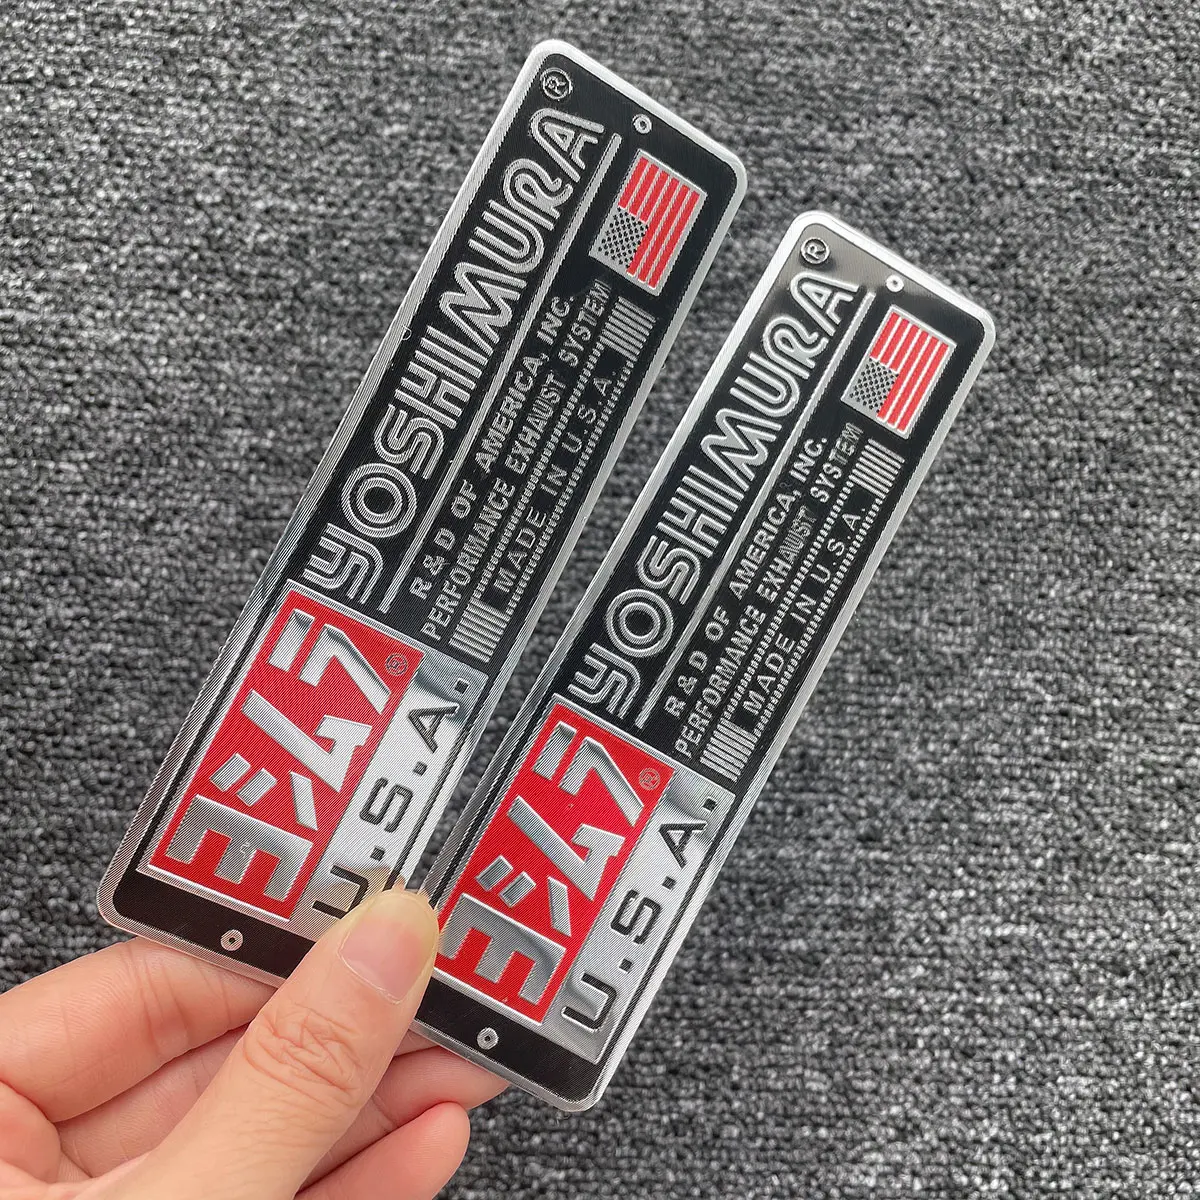 ヨシムラ®
U.S.A.
YOSHIMURA®
R & D OF AMERICA, INC.
PERFORMANCE EXHAUST SYSTEM
MADE IN U.S.A.
ヨシムラ®
U.S.A.
YOSHIMURA®
R & D OF AMERICA, INC.
PERFORMANCE EXHAUST SYSTEM
MADE IN U.S.A.